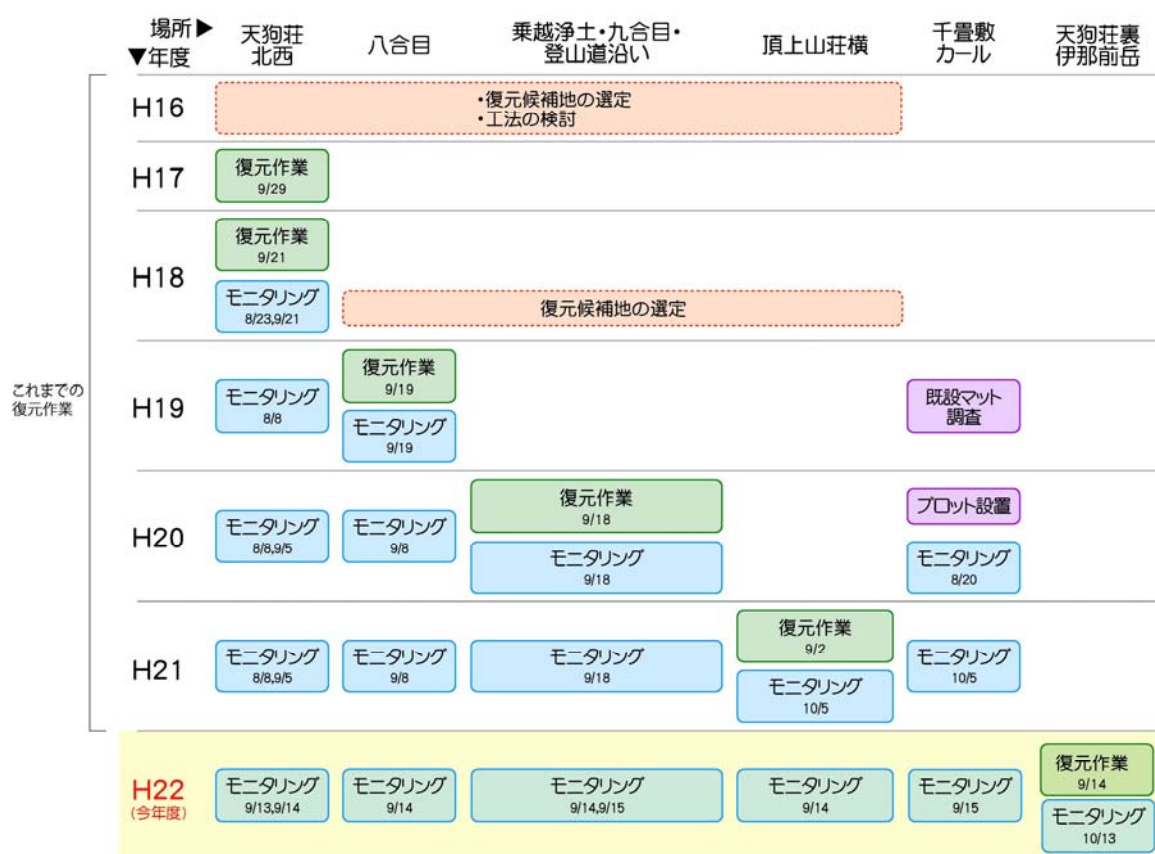 場所▶
▼年度
天狗荘
北西
八合目
乗越浄土・九合目・
登山道沿い
頂上山荘横
千畳敷
カール
天狗荘裏
伊那前岳
これまでの
復元作業
H16
・復元候補地の選定
・工法の検討
H17
復元作業
9/29
H18
復元作業
9/21
モニタリング
8/23,9/21
復元候補地の選定
H19
モニタリング
8/8
復元作業
9/19
モニタリング
9/19
既設マット
調査
H20
モニタリング
8/8,9/5
モニタリング
9/8
復元作業
9/18
モニタリング
9/18
プロット設置
モニタリング
8/20
H21
モニタリング
8/8,9/5
モニタリング
9/8
モニタリング
9/18
復元作業
9/2
モニタリング
10/5
モニタリング
10/5
H22
(今年度)
モニタリング
9/13,9/14
モニタリング
9/14
モニタリング
9/14,9/15
モニタリング
9/14
モニタリング
9/15
復元作業
9/14
モニタリング
10/13